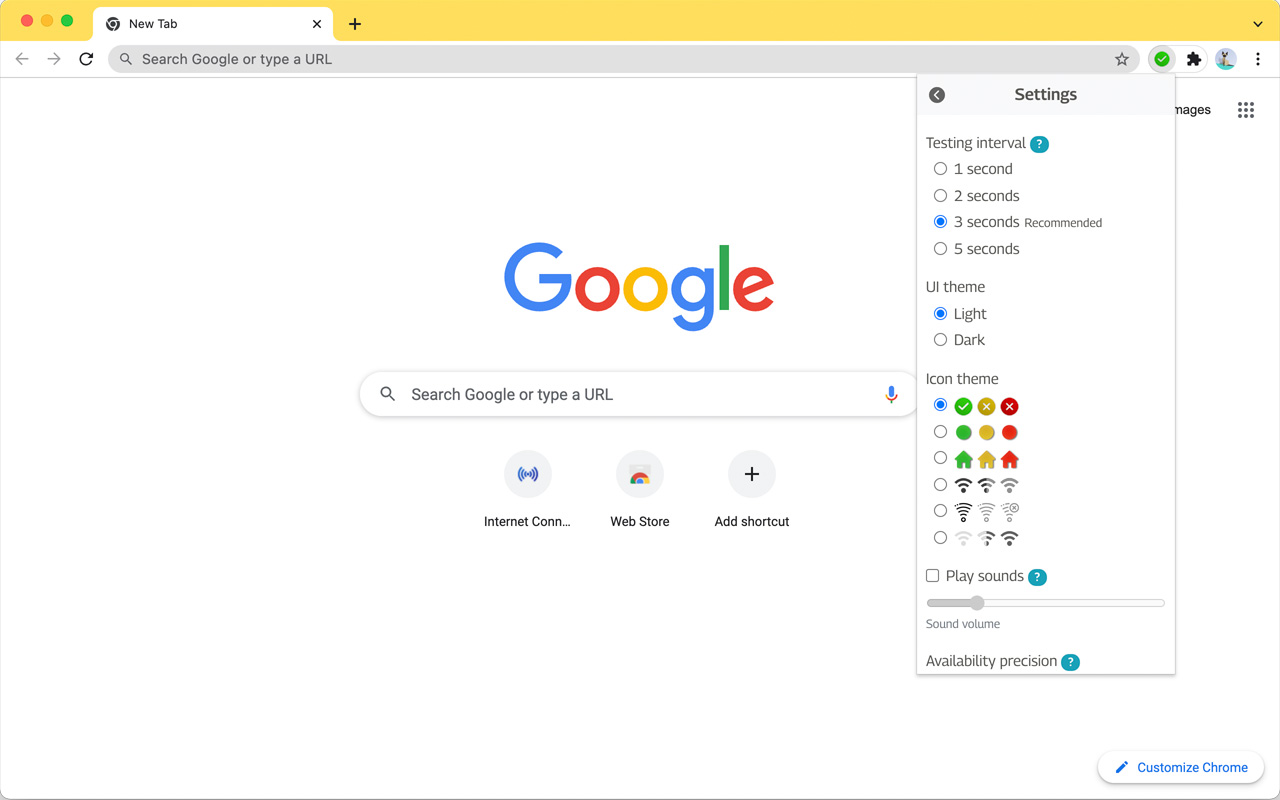 New Tab
Search Google or type a URL
Settings
mages
Testing interval ?
1 second
2 seconds
3 seconds Recommended
5 seconds
UI theme
Light
Dark
Icon theme
Play sounds ?
Sound volume
Availability precision ?
Google
Search Google or type a URL
Internet Conn...
Web Store
Add shortcut
Customize Chrome